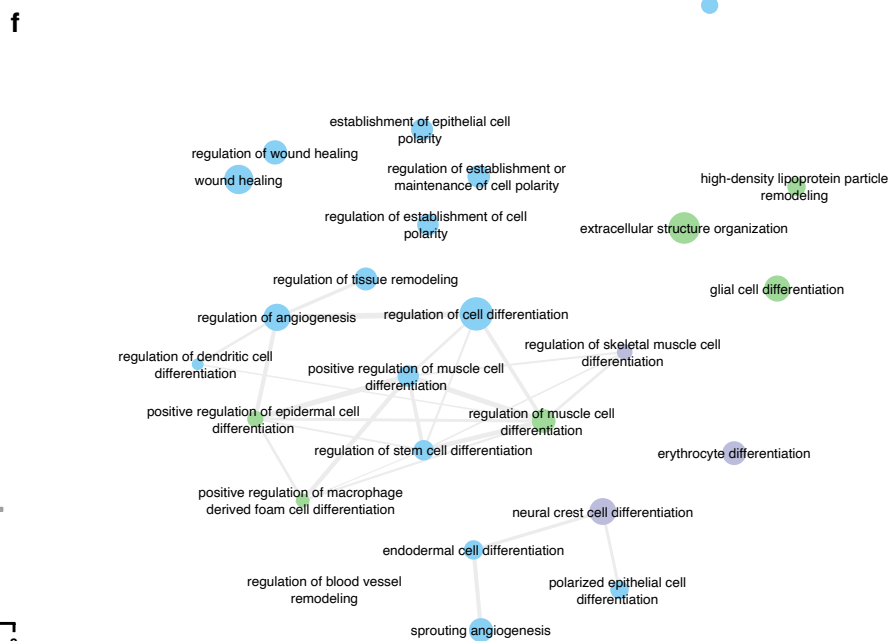 f
establishment of epithelial cell
polarity
regulation of wound healing
wound healing
regulation of establishment or
maintenance of cell polarity
high-density lipoprotein particle
remodeling
regulation of establishment of cell
polarity
extracellular structure organization
regulation of tissue remodeling
glial cell differentiation
regulation of angiogenesis
regulation of cell differentiation
regulation of skeletal muscle cell
differentiation
regulation of dendritic cell
differentiation
positive regulation of muscle cell
differentiation
positive regulation of epidermal cell
differentiation
regulation of muscle cell
differentiation
regulation of stem cell differentiation
erythrocyte differentiation
positive regulation of macrophage
derived foam cell differentiation
neural crest cell differentiation
endodermal cell differentiation
regulation of blood vessel
remodeling
polarized epithelial cell
differentiation
sprouting angiogenesis